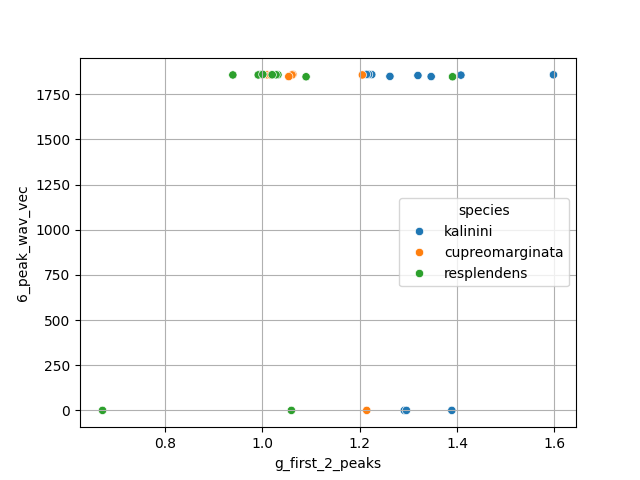 1750
1500
1250
1000
750
500
250
0
6_peak_wav_vec
species
kalinini
cupreomarginata
resplendens
0.8 1.0 1.2 1.4 1.6
g_first_2_peaks